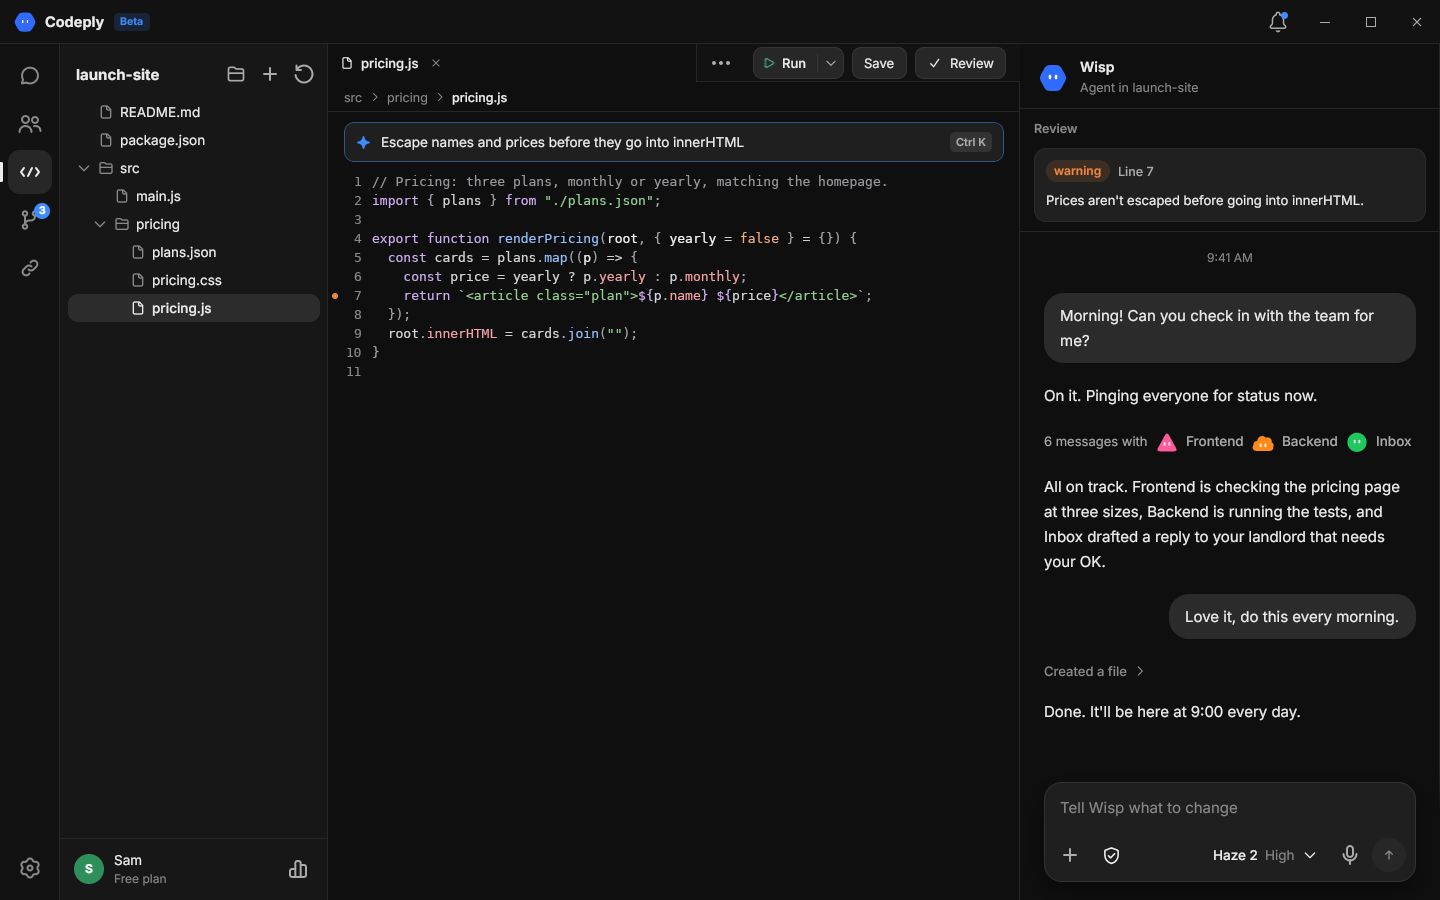 Codeply Beta
launch-site
README.md
package.json
src
main.js
pricing
plans.json
pricing.css
pricing.js
3
S
Sam
Free plan
pricing.js
Run
Save
Review
src > pricing > pricing.js
Escape names and prices before they go into innerHTML
Ctrl K
1 // Pricing: three plans, monthly or yearly, matching the homepage.
2 import { plans } from "./plans.json";
3
4 export function renderPricing(root, { yearly = false } = {}) {
5   const cards = plans.map((p) => {
6     const price = yearly ? p.yearly : p.monthly;
7     return `<article class="plan">${p.name} ${price}</article>`;
8   });
9   root.innerHTML = cards.join("");
10 }
11
Wisp
Agent in launch-site
Review
warning Line 7
Prices aren't escaped before going into innerHTML.
9:41 AM
Morning! Can you check in with the team for
me?
On it. Pinging everyone for status now.
6 messages with Frontend Backend Inbox
All on track. Frontend is checking the pricing page
at three sizes, Backend is running the tests, and
Inbox drafted a reply to your landlord that needs
your OK.
Love it, do this every morning.
Created a file
Done. It'll be here at 9:00 every day.
Tell Wisp what to change
Haze 2 High